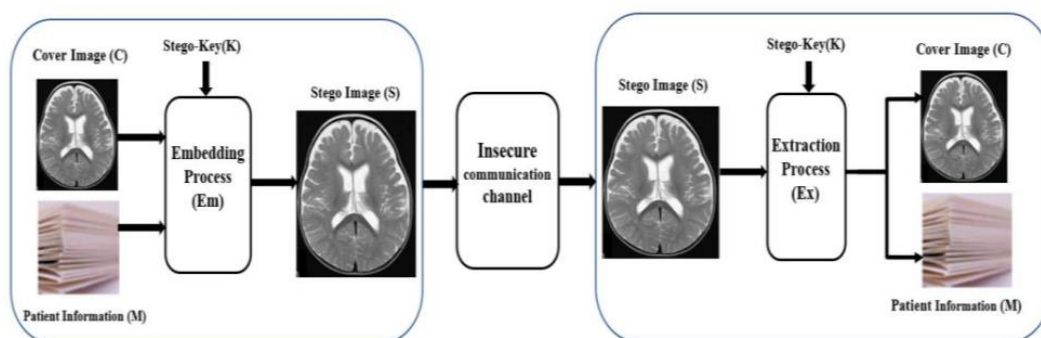 Cover Image (C)
Stego-Key(K)
Embedding
Process
(Em)
Patient Information (M)
Stego Image (S)
Insecure
communication
channel
Stego Image (S)
Stego-Key(K)
Extraction
Process
(Ex)
Cover Image (C)
Patient Information (M)